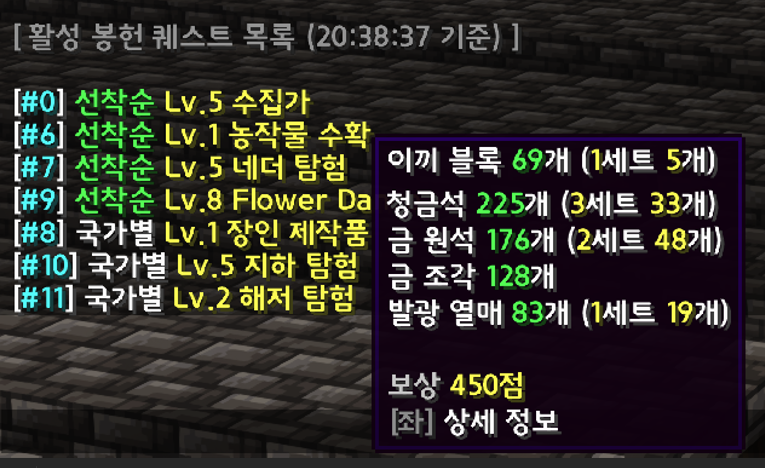 [ 활성 봉헌 퀘스트 목록 (20:38:37 기준) ]
[#0] 선착순 Lv.5 수집가
[#6] 선착순 Lv.1 농작물 수확
[#7] 선착순 Lv.5 네더 탐험
[#9] 선착순 Lv.8 Flower Da
[#8] 국가별 Lv.1 장인 제작품
[#10] 국가별 Lv.5 지하 탐험
[#11] 국가별 Lv.2 해저 탐험
이끼 블록 69개 (1세트 5개)
청금석 225개 (3세트 33개)
금 원석 176개 (2세트 48개)
금 조각 128개
발광 열매 83개 (1세트 19개)
보상 450점
[좌] 상세 정보